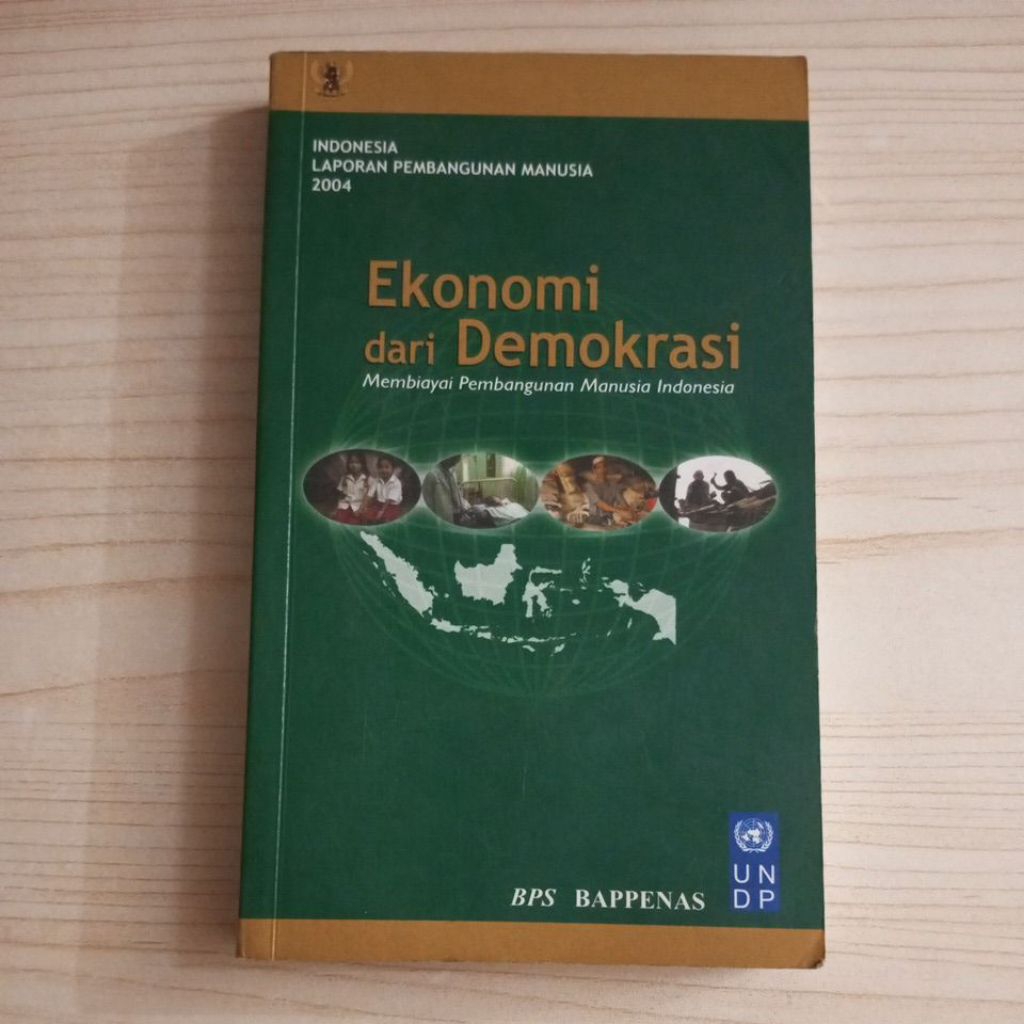 INDONESIA
LAPORAN PEMBANGUNAN MANUSIA
2004
Ekonomi
dari Demokrasi
Membiayai Pembangunan Manusia Indonesia
BPS BAPPENAS
UN
DP